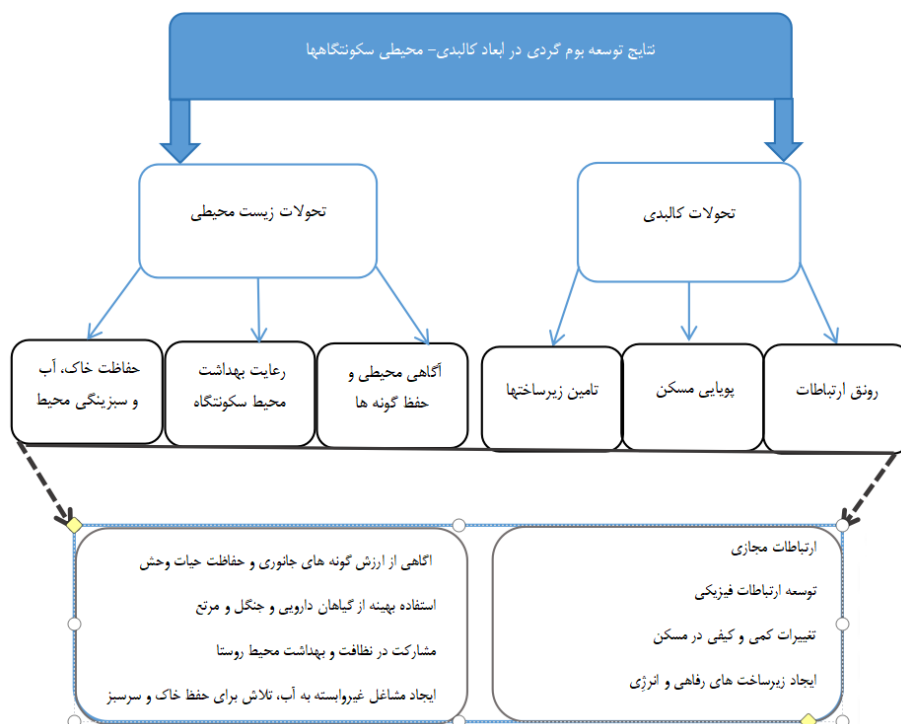 نتایج توسعه بوم گردی در ابعاد کالبدی- محیطی سکونتگاهها
تحولات کالبدی
تحولات زیست محیطی
رونق ارتباطات
پویایی مسکن
تامین زیرساختها
آگاهی محیطی و
حفظ گونه ها
رعایت بهداشت
محیط سکونتگاه
حفاظت خاک، آب
و سبزینگی محیط
ارتباطات مجازی
توسعه ارتباطات فیزیکی
تغییرات کمی و کیفی در مسکن
ایجاد زیرساخت های رفاهی و انرژی
اگاهی از ارزش گونه های جانوری و حفاظت حیات وحش
استفاده بهینه از گیاهان دارویی و جنگل و مرتع
مشارکت در نظافت و بهداشت محیط روستا
ایجاد مشاغل غیروابسته به آب، تلاش برای حفظ خاک و سرسبز